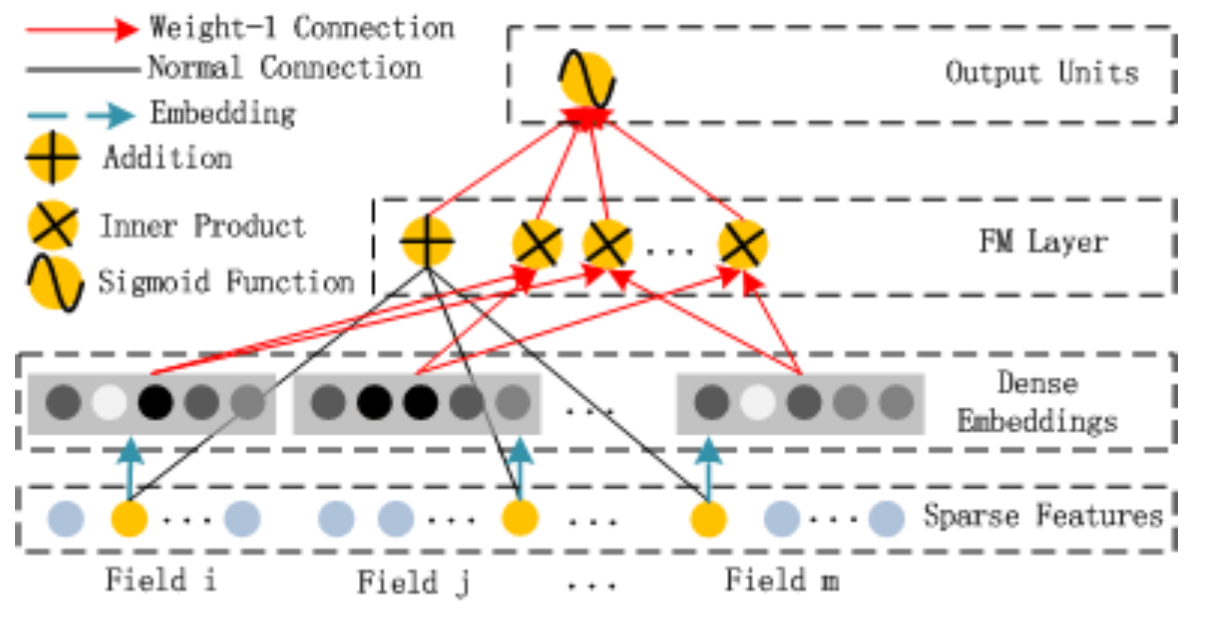 Weight-1 Connection
Normal Connection
Embedding
Addition
Inner Product
Sigmoid Function
Output Units
FM Layer
...
Dense
Embeddings
...
Sparse Features
... ... ... ...
Field i Field j ... Field m